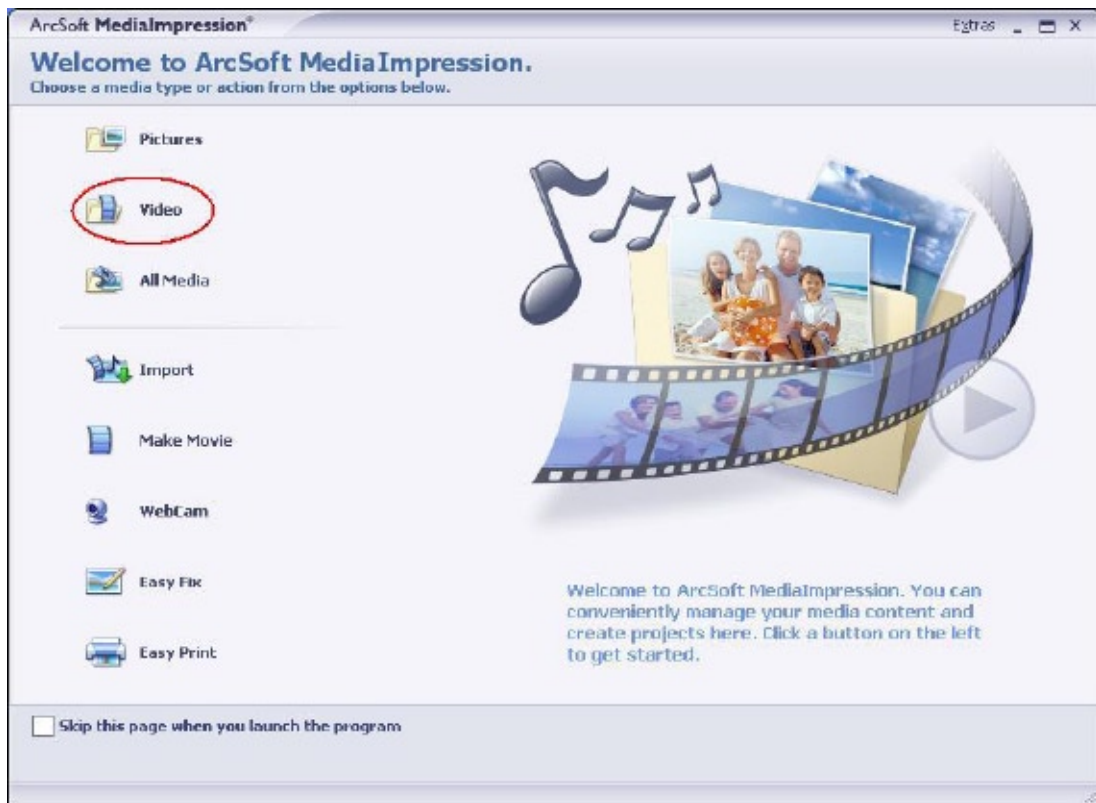 ArcSoft MediaImpression®
Extras
Welcome to ArcSoft MediaImpression.
Choose a media type or action from the options below.
Pictures
Video
All Media
Import
Make Movie
WebCam
Easy Fix
Easy Print
Welcome to ArcSoft MediaImpression. You can
conveniently manage your media content and
create projects here. Click a button on the left
to get started.
Skip this page when you launch the program